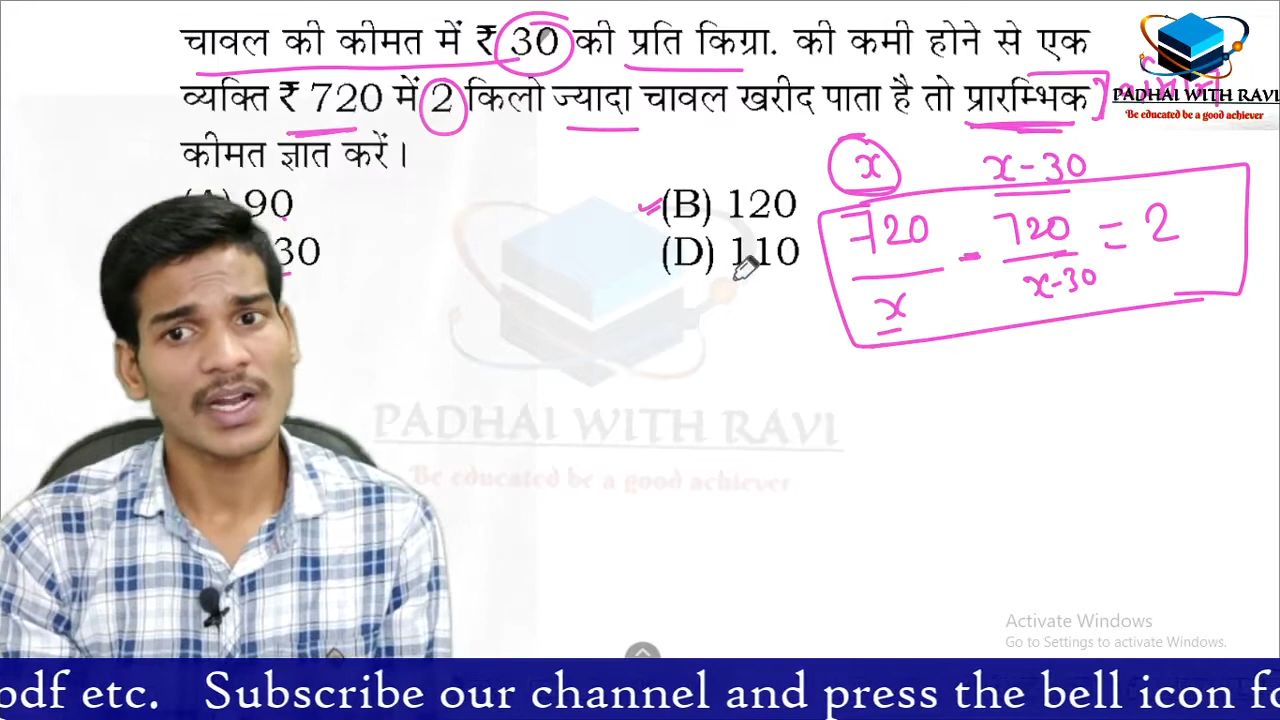 चावल की कीमत में ₹ 30 की प्रति किग्रा. की कमी होने से एक
व्यक्ति ₹ 720 में 2 किलो ज्यादा चावल खरीद पाता है तो प्रारम्भिक
कीमत ज्ञात करें।
90
(B) 120
30
(D) 110
x x-30
720/x - 720/x-30 = 2
PADHAI WITH RAVI
Be educated be a good achiever
PADHAI WITH RAVI
Be educated be a good achiever
Activate Windows
Go to Settings to activate Windows.
pdf etc. Subscribe our channel and press the bell icon fo